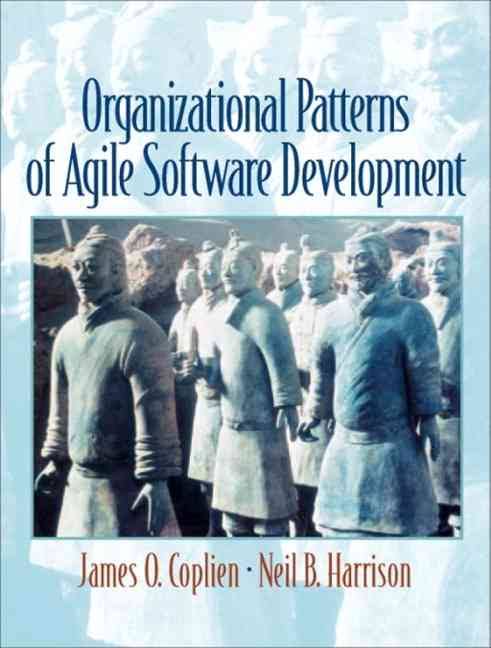 Organizational Patterns
of Agile Software Development
James O. Coplien · Neil B. Harrison